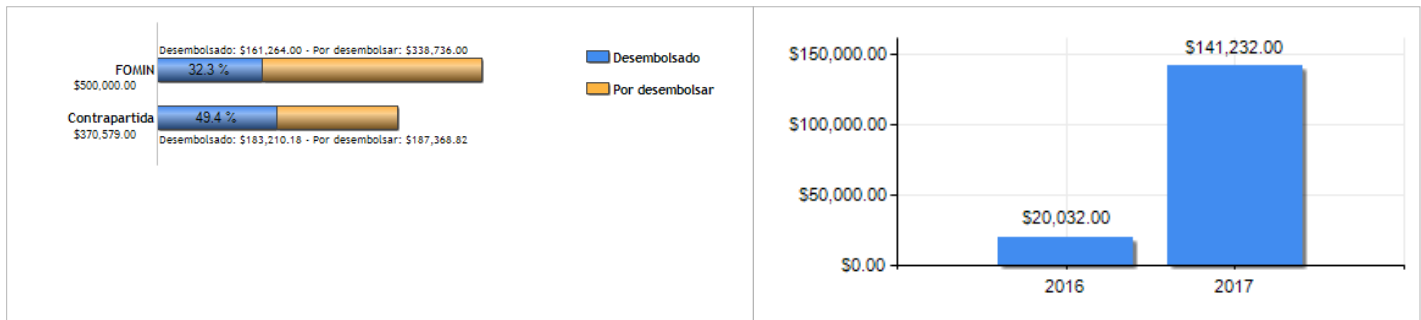 Desembolsado: $161,264.00 - Por desembolsar: $338,736.00
FOMIN
32.3 %
$500,000.00
Contrapartida
49.4 %
$370,579.00
Desembolsado: $183,210.18 - Por desembolsar: $187,368.82
Desembolsado
Por desembolsar
$150,000.00
$141,232.00
$100,000.00
$50,000.00
$20,032.00
$0.00
2016
2017